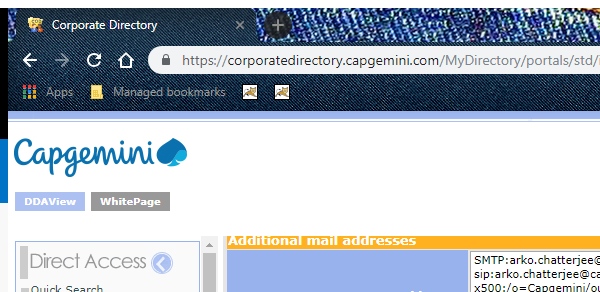 Corporate Directory
https://corporatedirectory.capgemini.com/MyDirectory/portals/std/
Apps Managed bookmarks
Capgemini
DDAView WhitePage
Additional mail addresses
Direct Access
Quick Search
SMTP:arko.chatterjee@
sip:arko.chatterjee@ca
x500:/o=Capgemini/ou